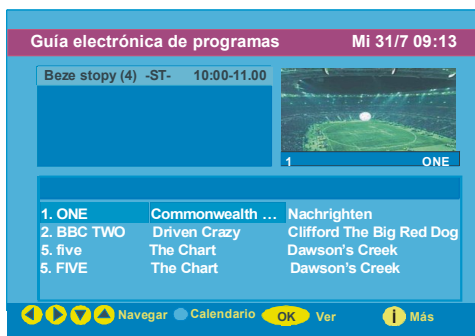 Guía electrónica de programas Mi 31/7 09:13
Beze stopy (4) -ST- 10:00-11.00
1 ONE
1. ONE Commonwealth ... Nachrichten
2. BBC TWO Driven Crazy Clifford The Big Red Dog
5. five The Chart Dawson's Creek
5. FIVE The Chart Dawson's Creek
Navegar Calendario OK Ver i Más